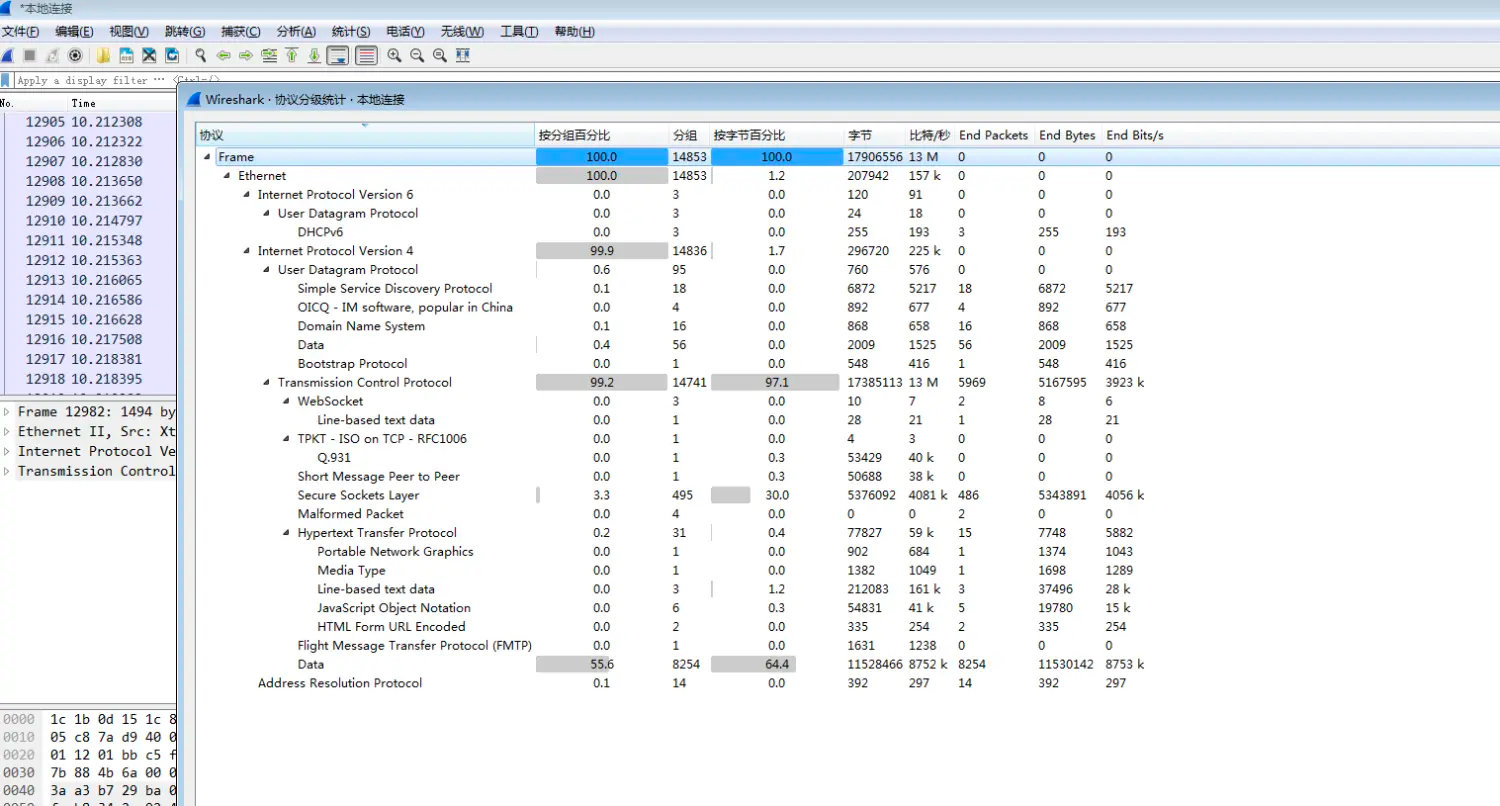 *本地连接
文件(F) 编辑(E) 视图(V) 跳转(G) 捕获(C) 分析(A) 统计(S) 电话(Y) 无线(W) 工具(T) 帮助(H)
Apply a display filter … <Ctrl-/>
No. Time
12905 10.212308
12906 10.212322
12907 10.212830
12908 10.213650
12909 10.213662
12910 10.214797
12911 10.215348
12912 10.215363
12913 10.216065
12914 10.216586
12915 10.216628
12916 10.217508
12917 10.218381
12918 10.218395
Frame 12982: 1494 by
Ethernet II, Src: Xt
Internet Protocol Ve
Transmission Control
0000 1c 1b 0d 15 1c 8
0010 05 c8 7a d9 40 0
0020 01 12 01 bb c5 f
0030 7b 88 4b 6a 00 0
0040 3a a3 b7 29 ba 0
Wireshark · 协议分级统计 · 本地连接
协议 按分组百分比 分组 按字节百分比 字节 比特/秒 End Packets End Bytes End Bits/s
Frame 100.0 14853 100.0 17906556 13 M 0 0 0
Ethernet 100.0 14853 1.2 207942 157 k 0 0 0
Internet Protocol Version 6 0.0 3 0.0 120 91 0 0 0
User Datagram Protocol 0.0 3 0.0 24 18 0 0 0
DHCPv6 0.0 3 0.0 255 193 3 255 193
Internet Protocol Version 4 99.9 14836 1.7 296720 225 k 0 0 0
User Datagram Protocol 0.6 95 0.0 760 576 0 0 0
Simple Service Discovery Protocol 0.1 18 0.0 6872 5217 18 6872 5217
OICQ - IM software, popular in China 0.0 4 0.0 892 677 4 892 677
Domain Name System 0.1 16 0.0 868 658 16 868 658
Data 0.4 56 0.0 2009 1525 56 2009 1525
Bootstrap Protocol 0.0 1 0.0 548 416 1 548 416
Transmission Control Protocol 99.2 14741 97.1 17385113 13 M 5969 5167595 3923 k
WebSocket 0.0 3 0.0 10 7 2 8 6
Line-based text data 0.0 1 0.0 28 21 1 28 21
TPKT - ISO on TCP - RFC1006 0.0 1 0.0 4 3 0 0 0
Q.931 0.0 1 0.3 53429 40 k 0 0 0
Short Message Peer to Peer 0.0 1 0.3 50688 38 k 0 0 0
Secure Sockets Layer 3.3 495 30.0 5376092 4081 k 486 5343891 4056 k
Malformed Packet 0.0 4 0.0 0 0 2 0 0
Hypertext Transfer Protocol 0.2 31 0.4 77827 59 k 15 7748 5882
Portable Network Graphics 0.0 1 0.0 902 684 1 1374 1043
Media Type 0.0 1 0.0 1382 1049 1 1698 1289
Line-based text data 0.0 3 1.2 212083 161 k 3 37496 28 k
JavaScript Object Notation 0.0 6 0.3 54831 41 k 5 19780 15 k
HTML Form URL Encoded 0.0 2 0.0 335 254 2 335 254
Flight Message Transfer Protocol (FMTP) 0.0 1 0.0 1631 1238 0 0 0
Data 55.6 8254 64.4 11528466 8752 k 8254 11530142 8753 k
Address Resolution Protocol 0.1 14 0.0 392 297 14 392 297